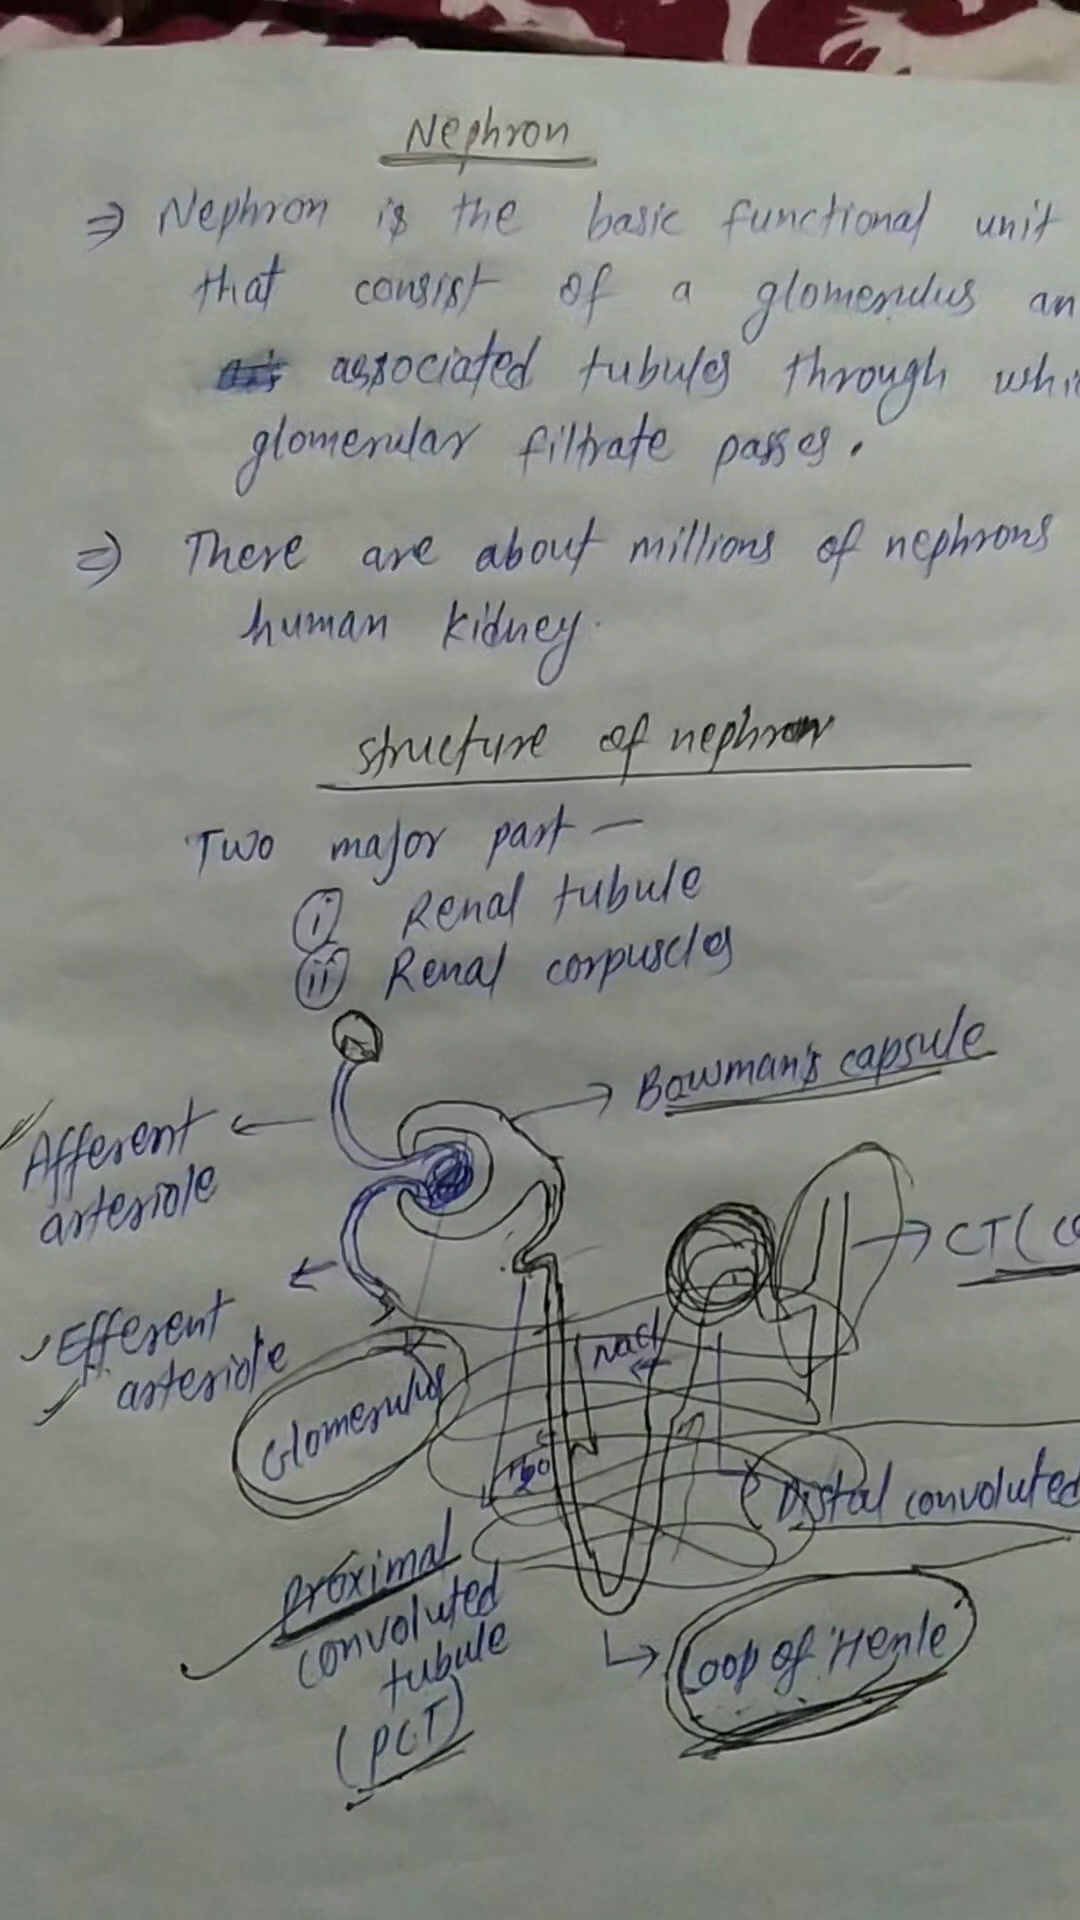 Nephron
⇒ Nephron is the basic functional unit
that consist of a glomerulus
associated tubules through
glomerular filtrate passes.
⇒ There are about millions of nephrons
human kidney.
structure of nephron
Two major part —
(i) Renal tubule
(ii) Renal corpuscles
Bowman's capsule
Afferent
arteriole
CT(
Efferent
arteriole
NaCl
Glomerulus
H2O
Distal convoluted
Proximal
convoluted
tubule
(PCT)
Loop of Henle